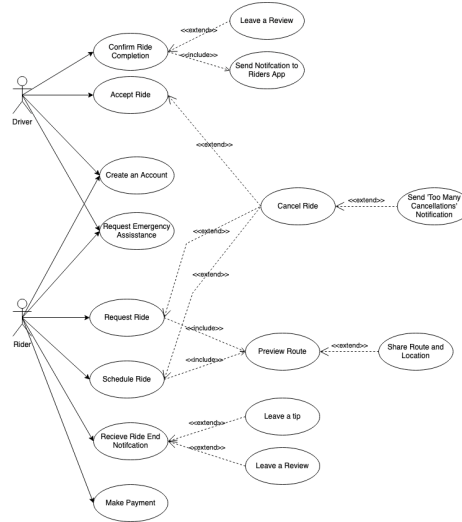 Leave a Review
<<extend>>
Confirm Ride
Completion
<<include>>
Send Notifcation to
Riders App
Accept Ride
Driver
<<extend>>
Create an Account
Cancel Ride
<<extend>>
Send 'Too Many
Cancellations'
Notification
Request Emergency
Assisstance
<<extend>>
<<extend>>
Request Ride
<<include>>
Rider
Preview Route
<<extend>>
Share Route and
Location
<<include>>
Schedule Ride
Leave a tip
<<extend>>
Recieve Ride End
Notifcation
<<extend>>
Leave a Review
Make Payment